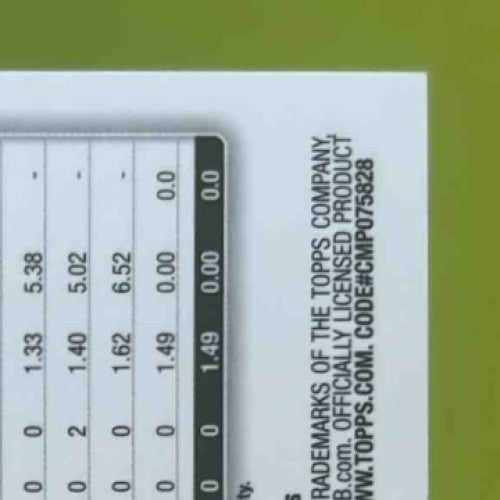 0 0 1.33 5.38 -
0 2 1.40 5.02 -
0 0 1.62 6.52 -
0 0 1.49 0.00 0.0
0 0 1.49 0.00 0.0
ty.
RADEMARKS OF THE TOPPS COMPANY,
B.com. OFFICIALLY LICENSED PRODUCT
WW.TOPPS.COM. CODE#CMP075828